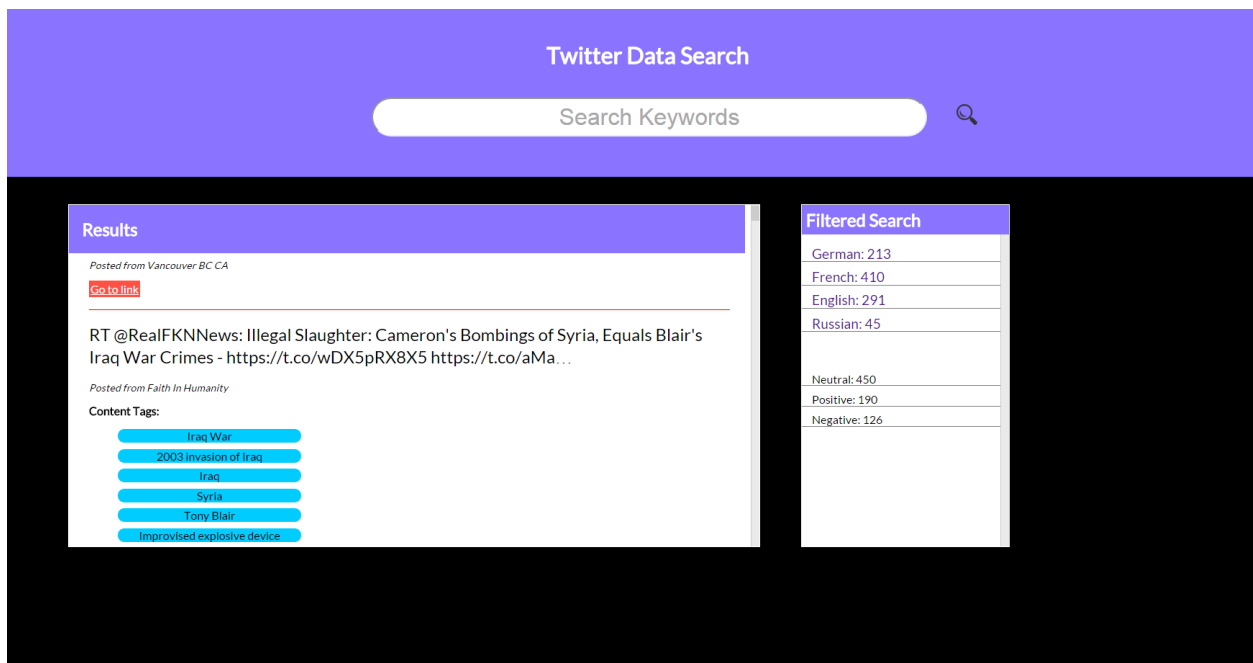 Twitter Data Search
Search Keywords
Results
Posted from Vancouver BC CA
Go to link
RT @RealFKNNews: Illegal Slaughter: Cameron's Bombings of Syria, Equals Blair's
Iraq War Crimes - https://t.co/wDX5pRX8X5 https://t.co/aMa…
Posted from Faith In Humanity
Content Tags:
Iraq War
2003 invasion of Iraq
Iraq
Syria
Tony Blair
Improvised explosive device
Filtered Search
German: 213
French: 410
English: 291
Russian: 45
Neutral: 450
Positive: 190
Negative: 126